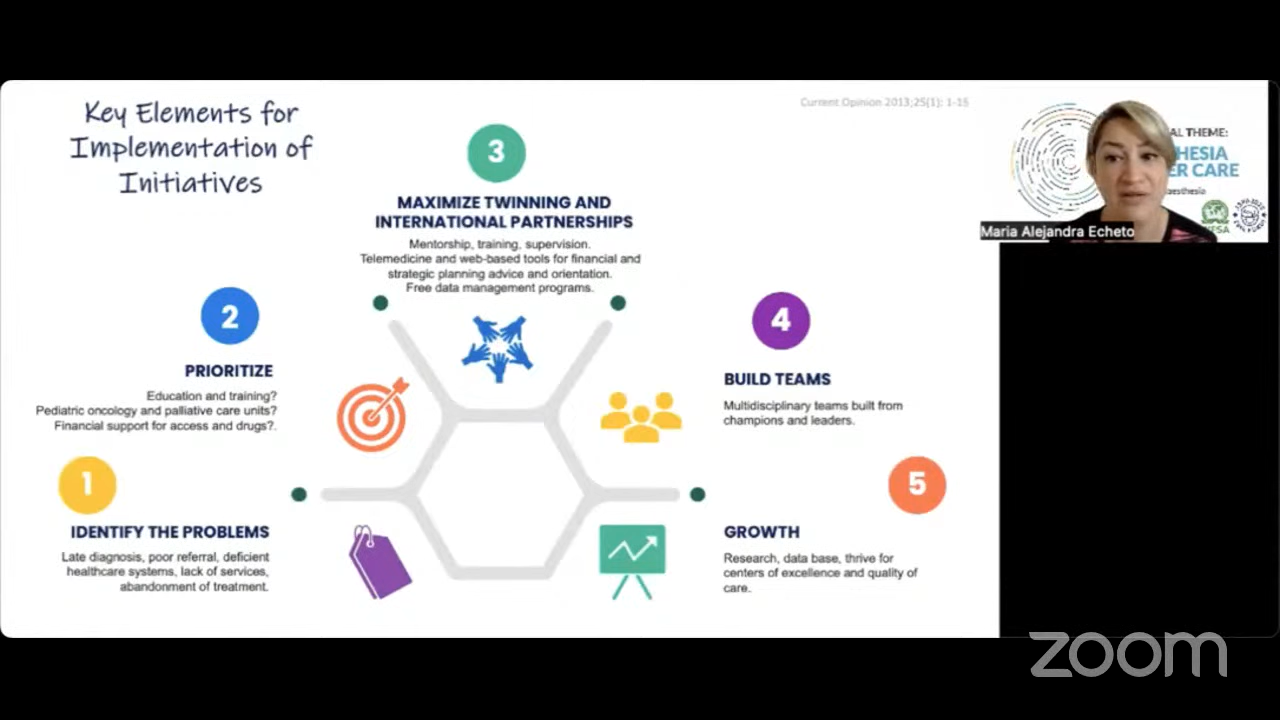 Key Elements for
Implementation of
Initiatives
Current Opinion 2013;25(1): 1-15
3
MAXIMIZE TWINNING AND
INTERNATIONAL PARTNERSHIPS
Mentorship, training, supervision.
Telemedicine and web-based tools for financial and
strategic planning advice and orientation.
Free data management programs.
2
PRIORITIZE
Education and training?
Pediatric oncology and palliative care units?
Financial support for access and drugs?.
1
IDENTIFY THE PROBLEMS
Late diagnosis, poor referral, deficient
healthcare systems, lack of services,
abandonment of treatment.
4
BUILD TEAMS
Multidisciplinary teams built from
champions and leaders.
5
GROWTH
Research, data base, thrive for
centers of excellence and quality of
care.
AL THEME:
HESIA
ER CARE
aesthesia
FSA
Maria Alejandra Echeto
zoom